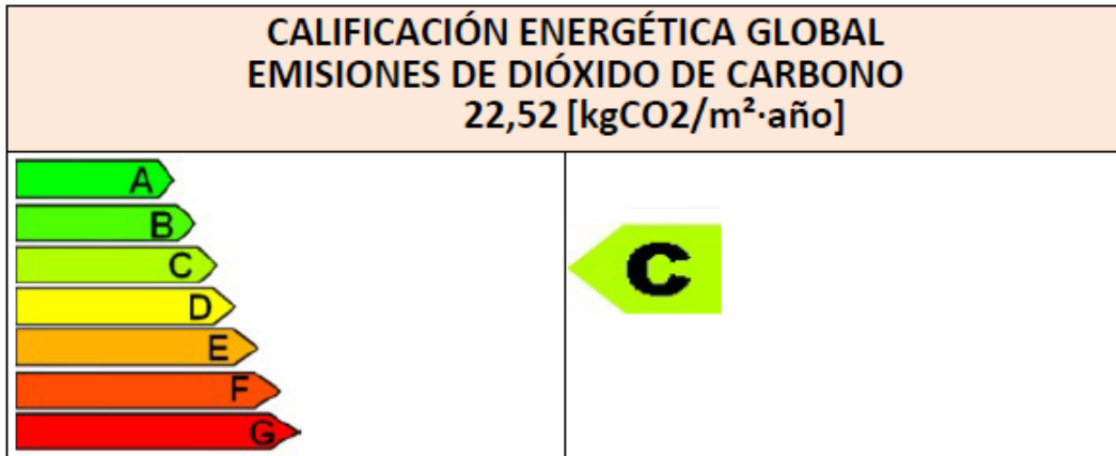 CALIFICACIÓN ENERGÉTICA GLOBAL
EMISIONES DE DIÓXIDO DE CARBONO
22,52 [kgCO2/m²·año]
A
B
C
C
D
E
F
G